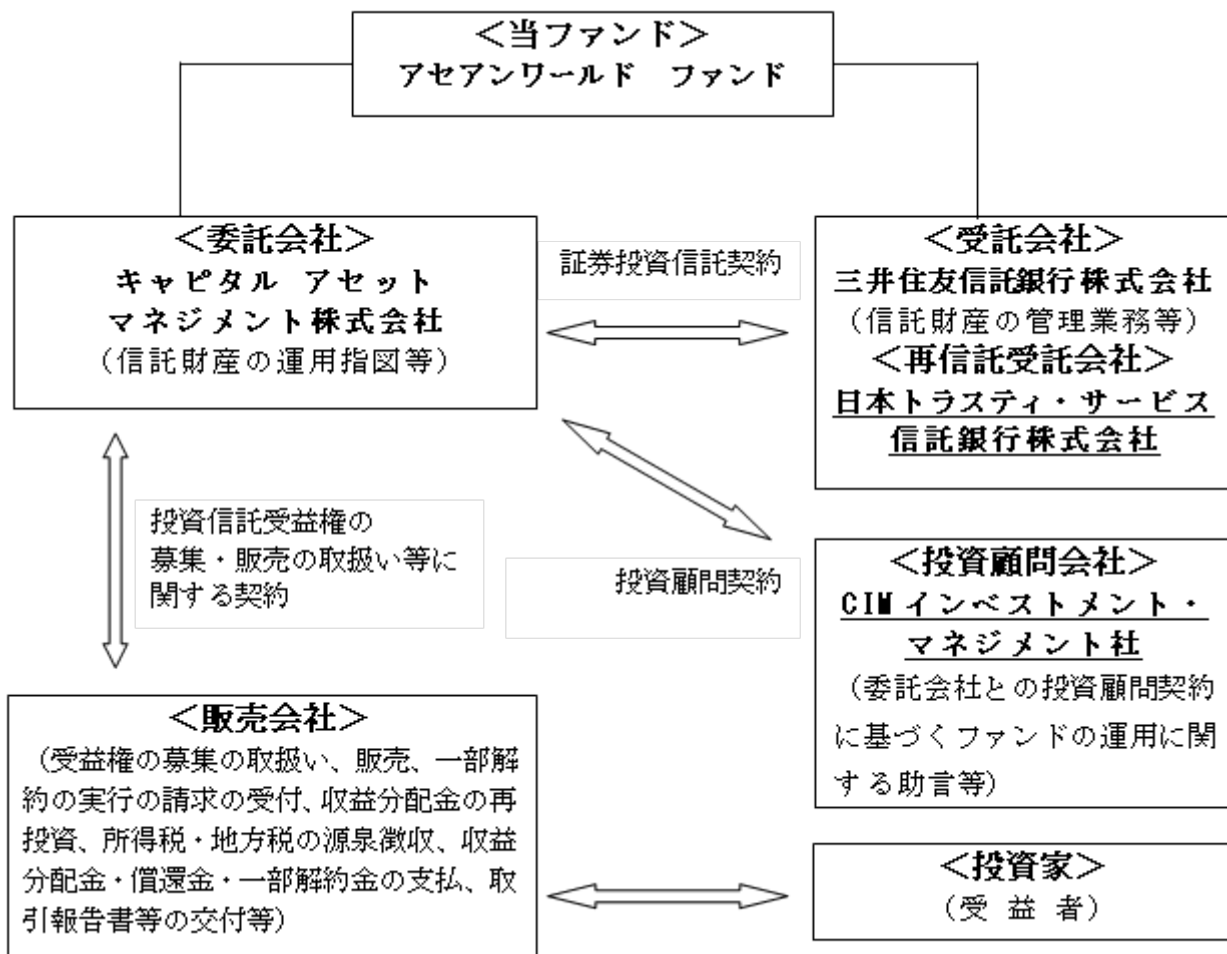 ＜当ファンド＞
アセアンワールド　ファンド
＜委託会社＞
キャピタル アセット
マネジメント株式会社
（信託財産の運用指図等）
証券投資信託契約
＜受託会社＞
三井住友信託銀行株式会社
（信託財産の管理業務等）
＜再信託受託会社＞
日本トラスティ・サービス
信託銀行株式会社
投資信託受益権の
募集・販売の取扱い等に
関する契約
投資顧問契約
＜投資顧問会社＞
CIMインベストメント・
マネジメント社
（委託会社との投資顧問契約
に基づくファンドの運用に関
する助言等）
＜販売会社＞
（受益権の募集の取扱い、販売、一部解
約の実行の請求の受付、収益分配金の再
投資、所得税・地方税の源泉徴収、収益
分配金・償還金・一部解約金の支払、取
引報告書等の交付等）
＜投資家＞
（受 益 者）